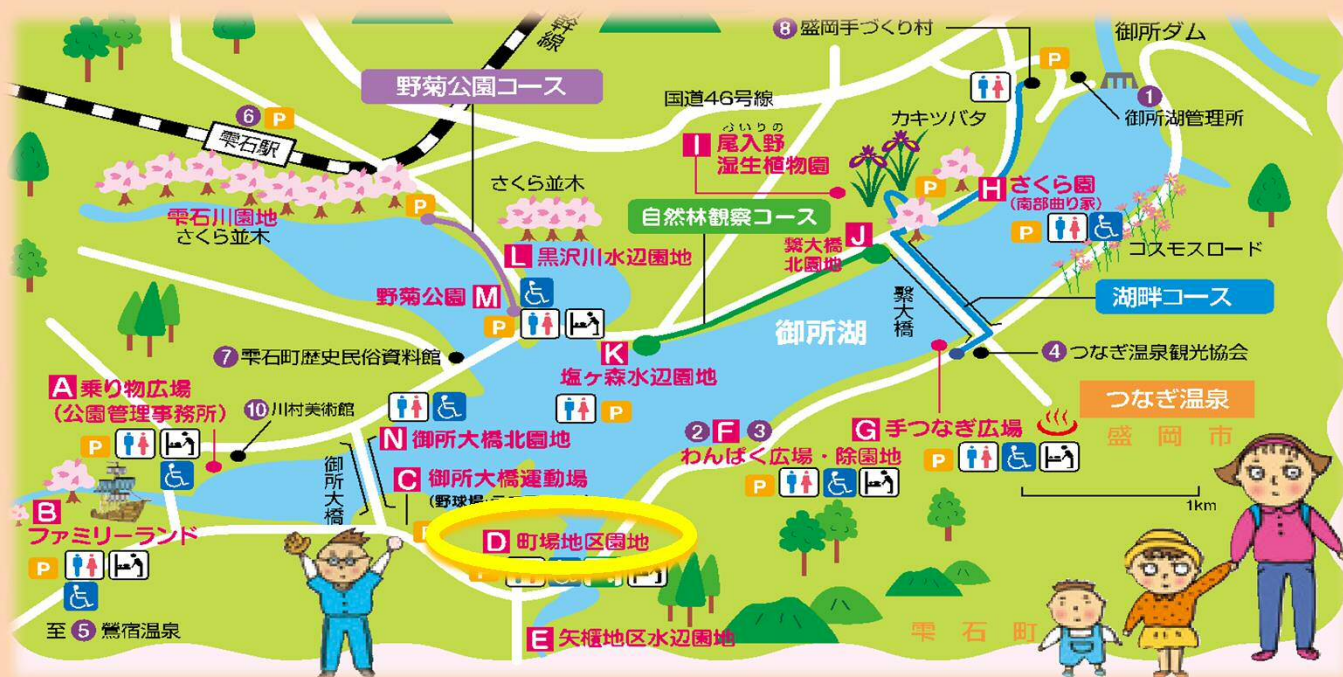 幹線
⑧盛岡手づくり村
御所ダム
野菊公園コース
国道46号線
①
御所湖管理所
⑥ P
雫石駅
カキツバタ
I 尾入野
湿生植物園
P
さくら並木
H さくら園
(南部曲り家)
P
雫石川園地
さくら並木
P
自然林観察コース
J
繋大橋
北園地
コスモスロード
L 黒沢川水辺園地
野菊公園 M
P
繋大橋
湖畔コース
御所湖
K
塩ヶ森水辺園地
P
④つなぎ温泉観光協会
⑦雫石町歴史民俗資料館
A 乗り物広場
(公園管理事務所)
P
⑩川村美術館
つなぎ温泉
盛岡市
②F③
わんぱく広場・除園地
P
G 手つなぎ広場
P
N 御所大橋北園地
御所大橋
C 御所大橋運動場
1km
B
ファミリーランド
P
D 町場地区園地
至⑤鶯宿温泉
E 矢櫃地区水辺園地
雫石町